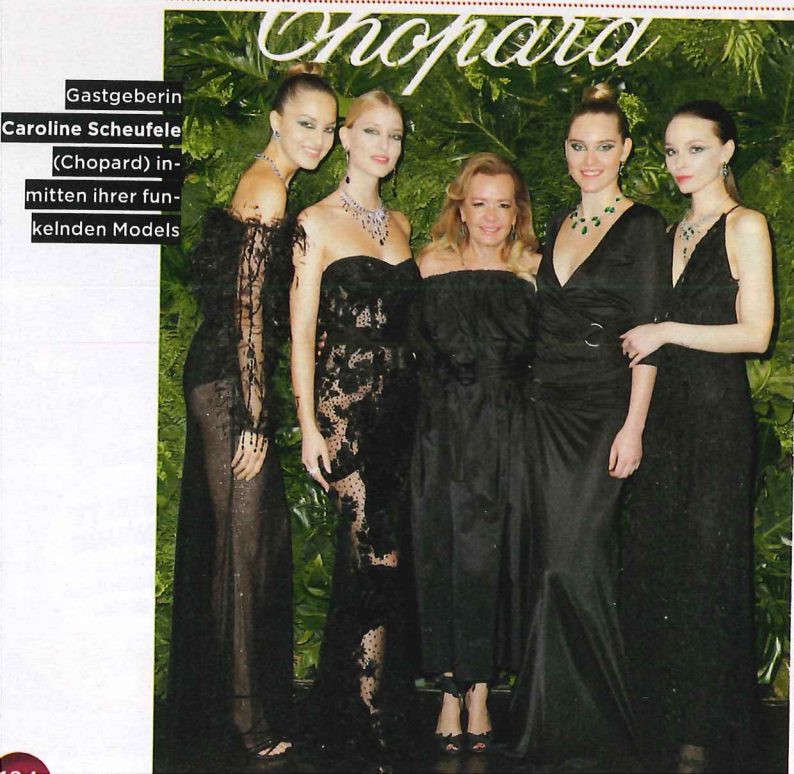 Chopard
Gastgeberin
Caroline Scheufele
(Chopard) in-
mitten ihrer fun-
kelnden Models